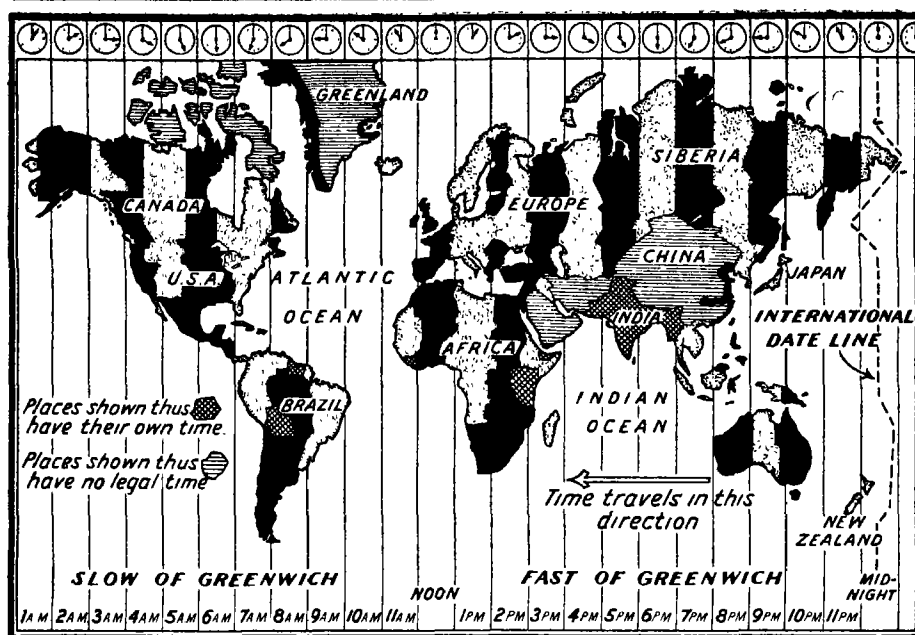 GREENLAND
SIBERIA
CANADA
EUROPE
CHINA
U.S.A.
ATLANTIC
OCEAN
JAPAN
INDIA
INTERNATIONAL
DATE LINE
AFRICA
BRAZIL
Places shown thus
have their own time.
INDIAN
OCEAN
Places shown thus
have no legal time
Time travels in this
direction
NEW
ZEALAND
SLOW OF GREENWICH
FAST OF GREENWICH
NOON
MID-
NIGHT
1AM 2AM 3AM 4AM 5AM 6AM 7AM 8AM 9AM 10AM 11AM 1PM 2PM 3PM 4PM 5PM 6PM 7PM 8PM 9PM 10PM 11PM